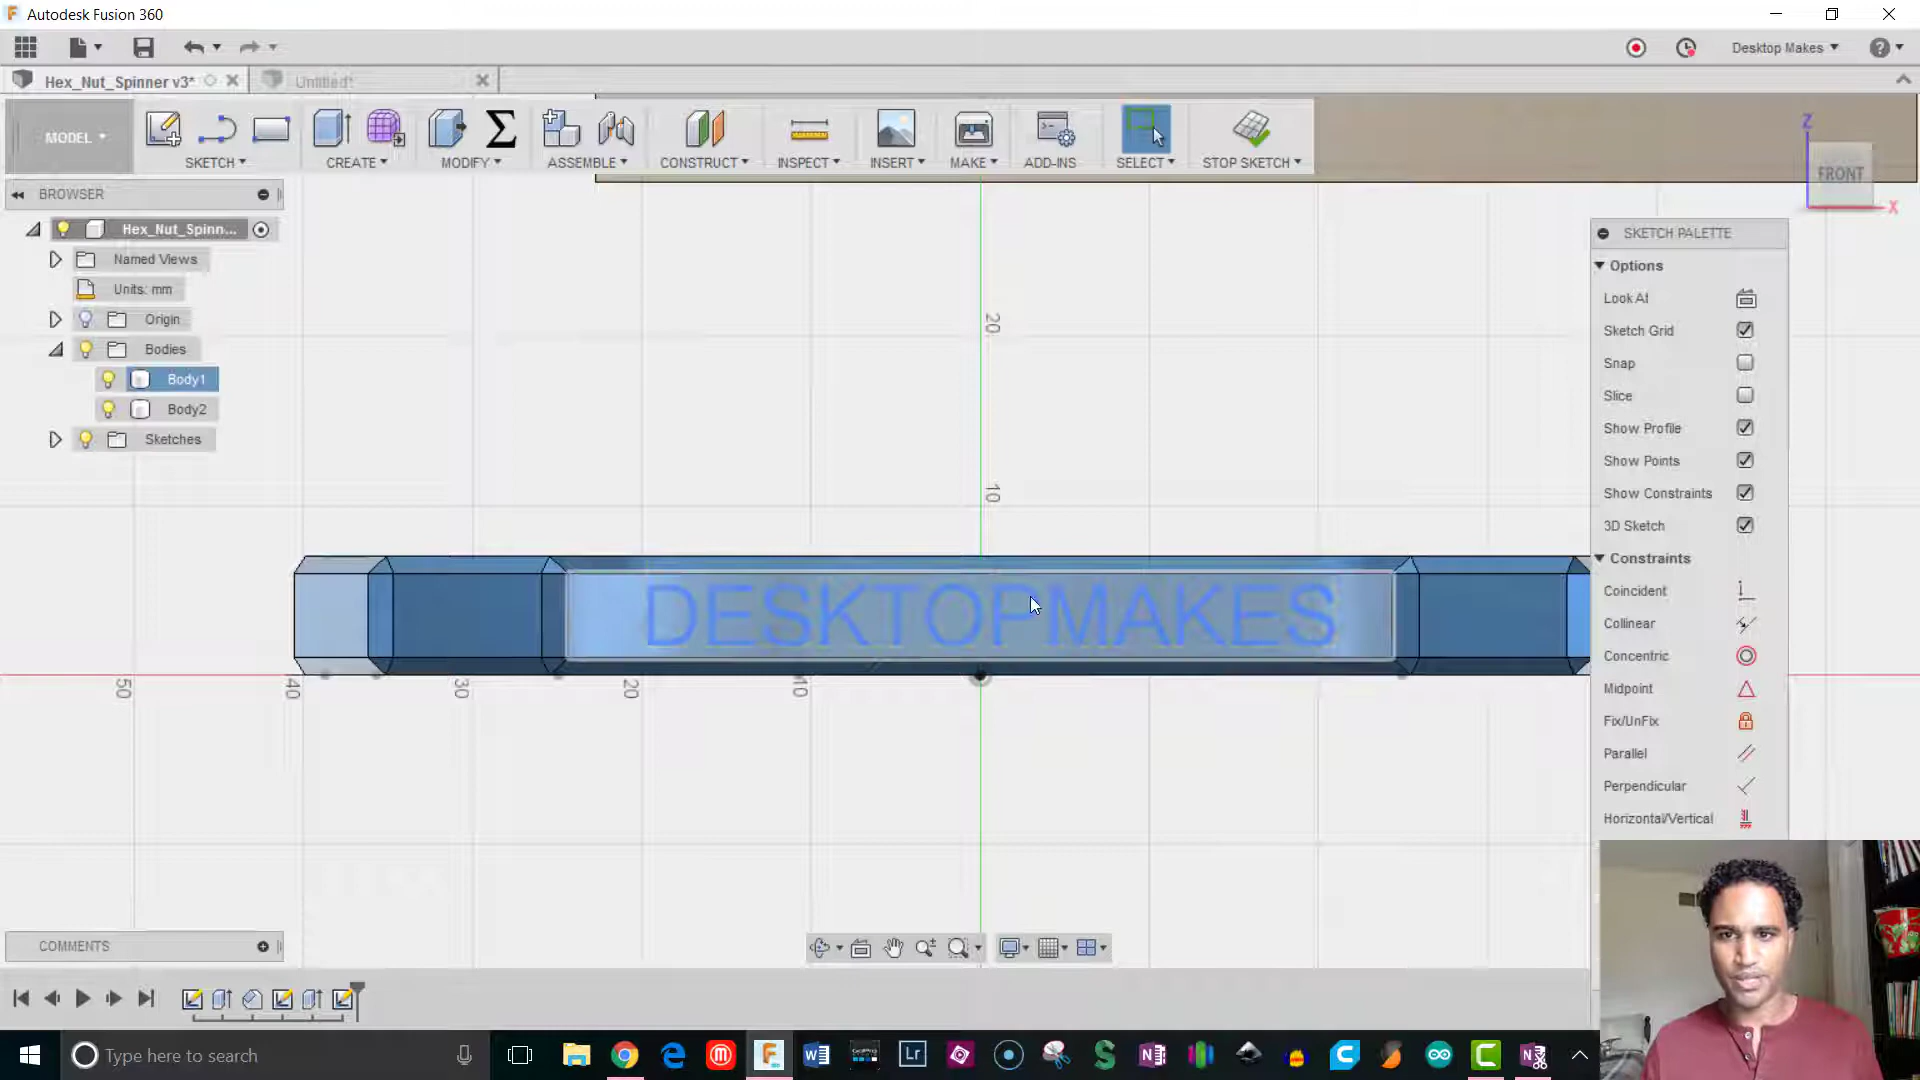 Autodesk Fusion 360
Desktop Makes
Hex_Nut_Spinner v3*
Untitled*
MODEL
SKETCH
CREATE
MODIFY
ASSEMBLE
CONSTRUCT
INSPECT
INSERT
MAKE
ADD-INS
SELECT
STOP SKETCH
Z
FRONT
X
BROWSER
Hex_Nut_Spinn...
Named Views
Units: mm
Origin
Bodies
Body1
Body2
Sketches
SKETCH PALETTE
Options
Look At
Sketch Grid
Snap
Slice
Show Profile
Show Points
Show Constraints
3D Sketch
Constraints
Coincident
Collinear
Concentric
Midpoint
Fix/UnFix
Parallel
Perpendicular
Horizontal/Vertical
20
10
DESKTOPMAKES
50
40
30
20
10
COMMENTS
Type here to search
Lr